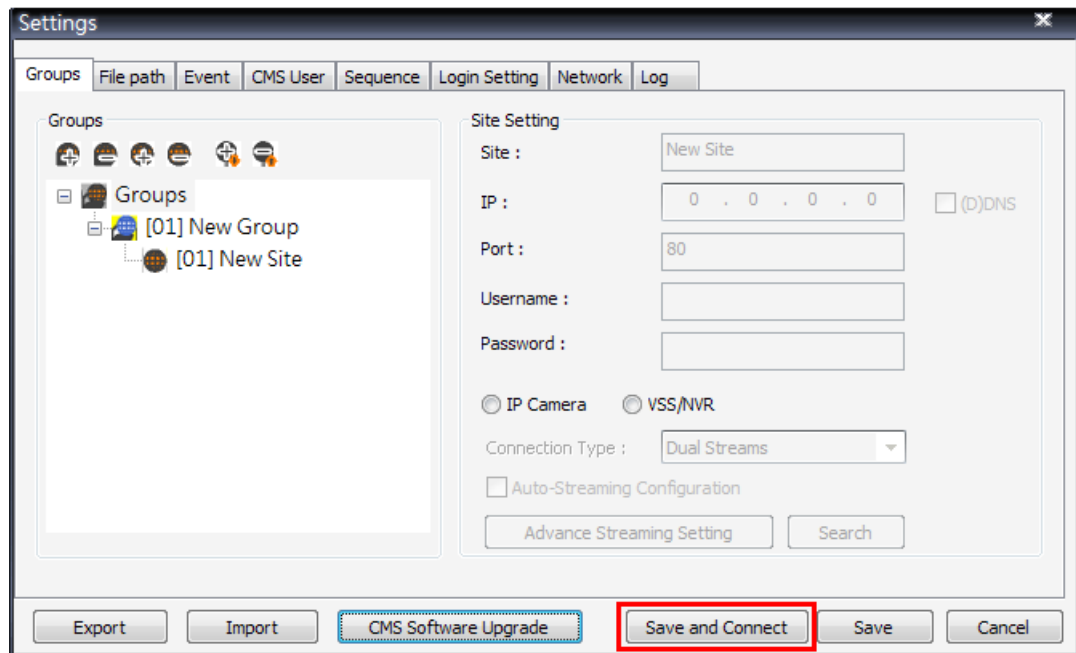 Settings
Groups File path Event CMS User Sequence Login Setting Network Log
Groups
Groups
[01] New Group
[01] New Site
Site Setting
Site : New Site
IP : 0 . 0 . 0 . 0 (D)DNS
Port : 80
Username :
Password :
IP Camera VSS/NVR
Connection Type : Dual Streams
Auto-Streaming Configuration
Advance Streaming Setting Search
Export Import CMS Software Upgrade Save and Connect Save Cancel